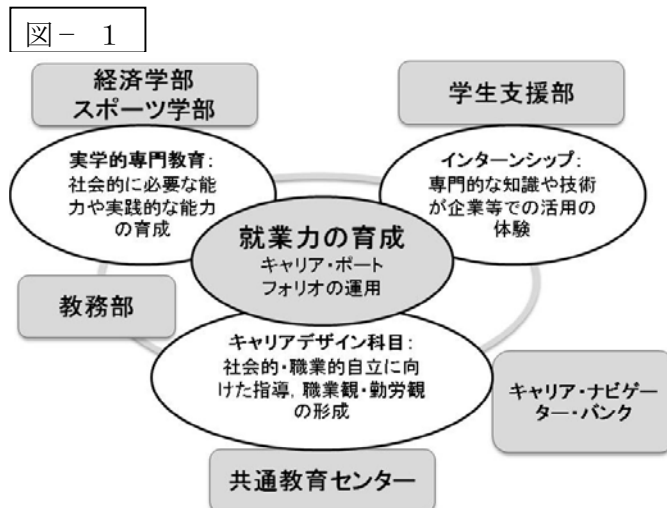 図－ 1
経済学部
スポーツ学部
学生支援部
実学的専門教育：
社会的に必要な能
力や実践的な能力
の育成
インターンシップ：
専門的な知識や技術
が企業等での活用の
体験
就業力の育成
キャリア・ポート
フォリオの運用
教務部
キャリアデザイン科目：
社会的・職業的自立に向
けた指導，職業観・勤労観
の形成
キャリア・ナビゲー
ター・バンク
共通教育センター